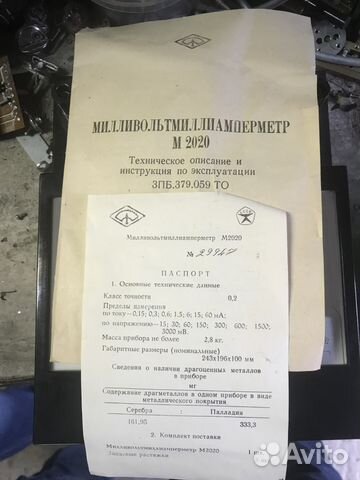 МИЛЛИВОЛЬТМИЛЛИАМПЕРМЕТР
М 2020
Техническое описание и
инструкция по эксплуатации
3ПБ.379.059 ТО
Милливольтмиллиамперметр М2020
№
ПАСПОРТ
1. Основные технические данные
Класс точности 0,2
Пределы измерения
по току—0,15; 0,3; 0,6; 1,5; 6; 15; 60 мА;
по напряжению—15; 30; 60; 150; 300; 600; 1500;
3000 мВ.
Масса прибора не более 2,8 кг.
Габаритные размеры (номинальные)
243х196х100 мм
Сведения о наличии драгоценных металлов
в приборе
мг
Содержание драгметаллов в одном приборе в виде
металлического покрытия
Серебра Палладия
161,95 333,3
2. Комплект поставки
Милливольтмиллиамперметр М2020 1 шт.
Запасные растяжки
Avito